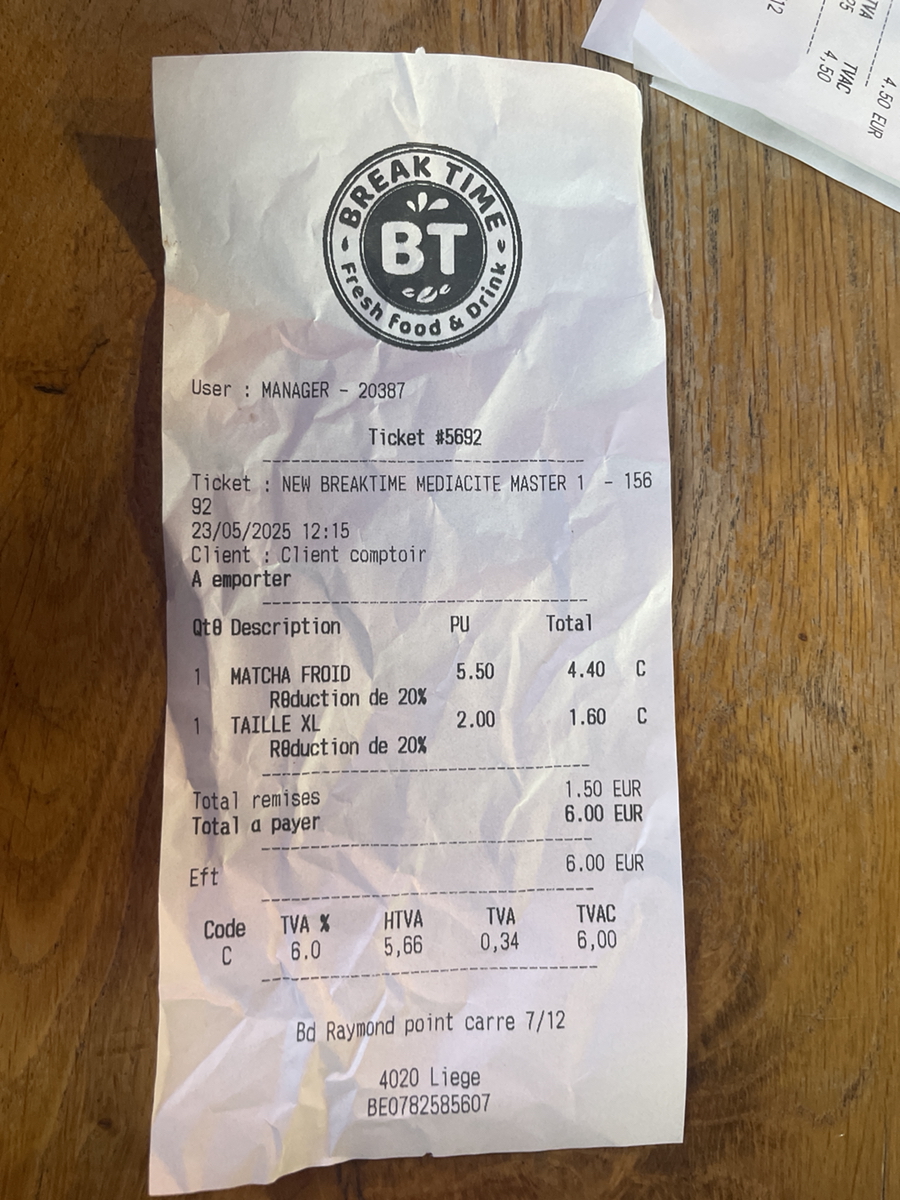 BREAK TIME
BT
Fresh Food & Drink
User : MANAGER - 20387
Ticket #5692
Ticket : NEW BREAKTIME MEDIACITE MASTER 1 - 156
92
23/05/2025 12:15
Client : Client comptoir
A emporter
Qtθ Description PU Total
1 MATCHA FROID 5.50 4.40 C
Rθduction de 20%
1 TAILLE XL 2.00 1.60 C
Rθduction de 20%
Total remises 1.50 EUR
Total a payer 6.00 EUR
Eft 6.00 EUR
Code TVA % HTVA TVA TVAC
C 6.0 5,66 0,34 6,00
Bd Raymond point carre 7/12
4020 Liege
BE0782585607
4.50 EUR
TVA TVAC
4,50